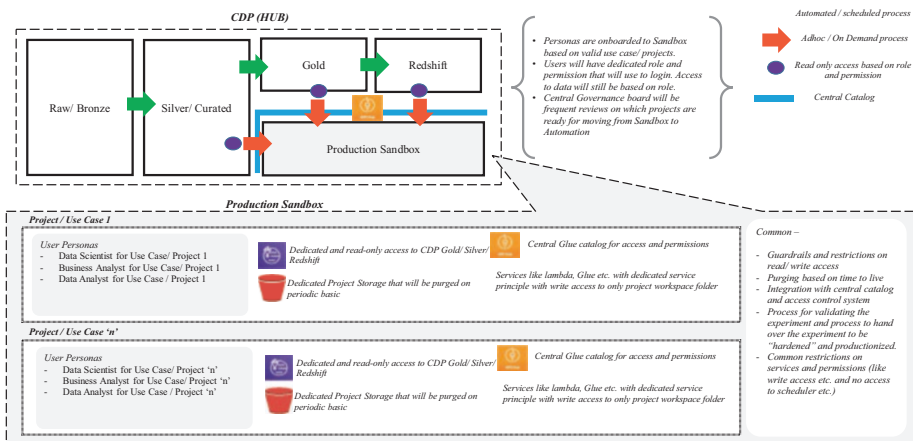 CDP (HUB)
Raw/ Bronze
Silver/ Curated
Gold
Redshift
Production Sandbox
• Personas are onboarded to Sandbox
based on valid use case/ projects.
• Users will have dedicated role and
permission that will use to login. Access
to data will still be based on role.
• Central Governance board will be
frequent reviews on which projects are
ready for moving from Sandbox to
Automation
Automated / scheduled process
Adhoc / On Demand process
Read only access based on role
and permission
Central Catalog
Production Sandbox
Project / Use Case 1
User Personas
- Data Scientist for Use Case/ Project 1
- Business Analyst for Use Case/ Project 1
- Data Analyst for Use Case/ Project 1
Dedicated and read-only access to CDP Gold/ Silver/
Redshift
Dedicated Project Storage that will be purged on
periodic basic
Central Glue catalog for access and permissions
Services like lambda, Glue etc. with dedicated service
principle with write access to only project workspace folder
Project / Use Case ‘n’
User Personas
- Data Scientist for Use Case/ Project ‘n’
- Business Analyst for Use Case/ Project ‘n’
- Data Analyst for Use Case / Project ‘n’
Dedicated and read-only access to CDP Gold/ Silver/
Redshift
Dedicated Project Storage that will be purged on
periodic basic
Central Glue catalog for access and permissions
Services like lambda, Glue etc. with dedicated service
principle with write access to only project workspace folder
Common –
- Guardrails and restrictions on
read/ write access
- Purging based on time to live
- Integration with central catalog
and access control system
- Process for validating the
experiment and process to hand
over the experiment to be
“hardened” and productionized.
- Common restrictions on
services and permissions (like
write access etc. and no access
to scheduler etc.)